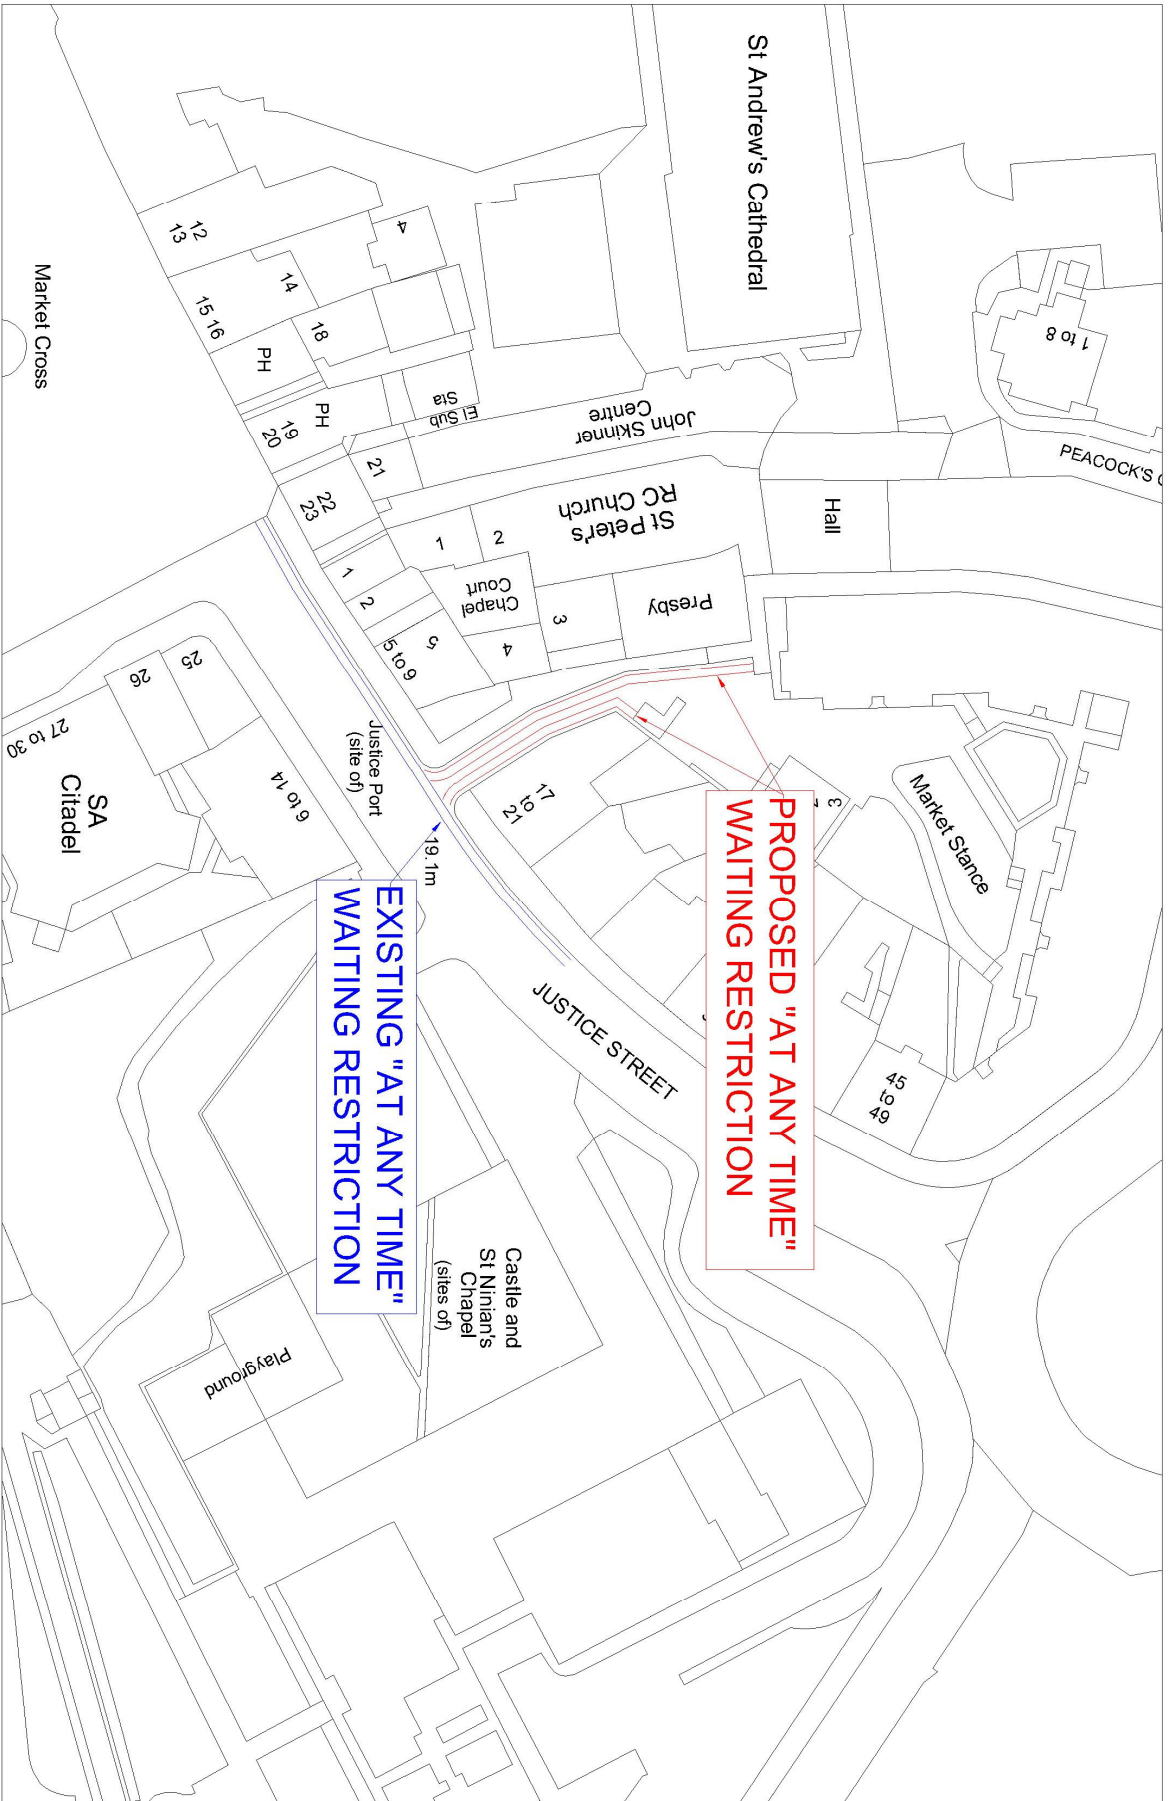 St Andrew's Cathedral
1 to 8
PEACOCK'S
Market Cross
12
13
4
14
15 16
18
PH
PH
19
20
El Sub
Sta
John Skinner
Centre
21
22
23
St Peter's
RC Church
Hall
1
2
Chapel
Court
3
Presby
1
2
5
5 to 9
4
25
26
27 to 30
SA
Citadel
9 to 14
Justice Port
(site of)
19.1m
17
to
21
3
Market Stance
PROPOSED "AT ANY TIME"
WAITING RESTRICTION
EXISTING "AT ANY TIME"
WAITING RESTRICTION
JUSTICE STREET
45
to
49
Castle and
St Ninian's
Chapel
(sites of)
Playground